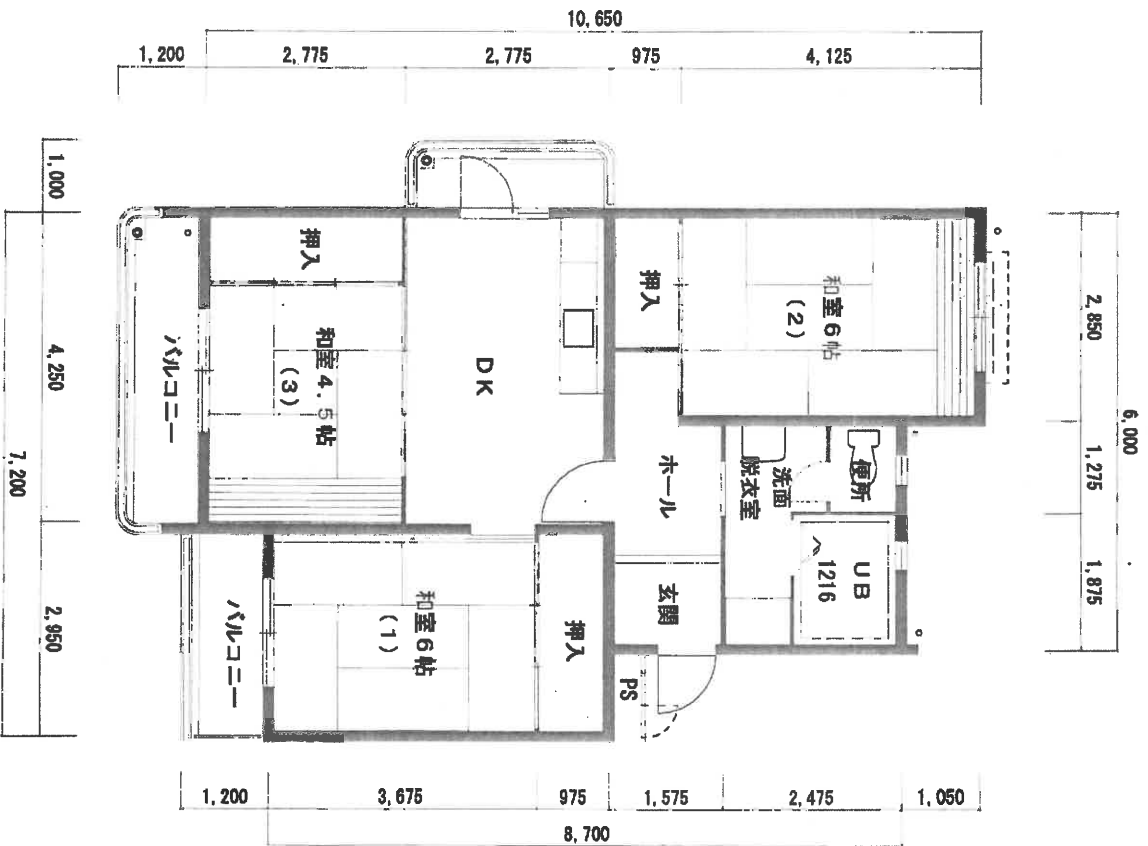 10,650
1,200
2,775
2,775
975
4,125
1,000
4,250
2,950
7,200
2,850
1,275
1,875
6,000
押入
和室4.5帖
(3)
バルコニー
DK
押入
和室6帖
(2)
ホール
洗面
脱衣室
便所
UB
1216
玄関
PS
押入
和室6帖
(1)
バルコニー
1,200
3,675
975
1,575
2,475
1,050
8,700